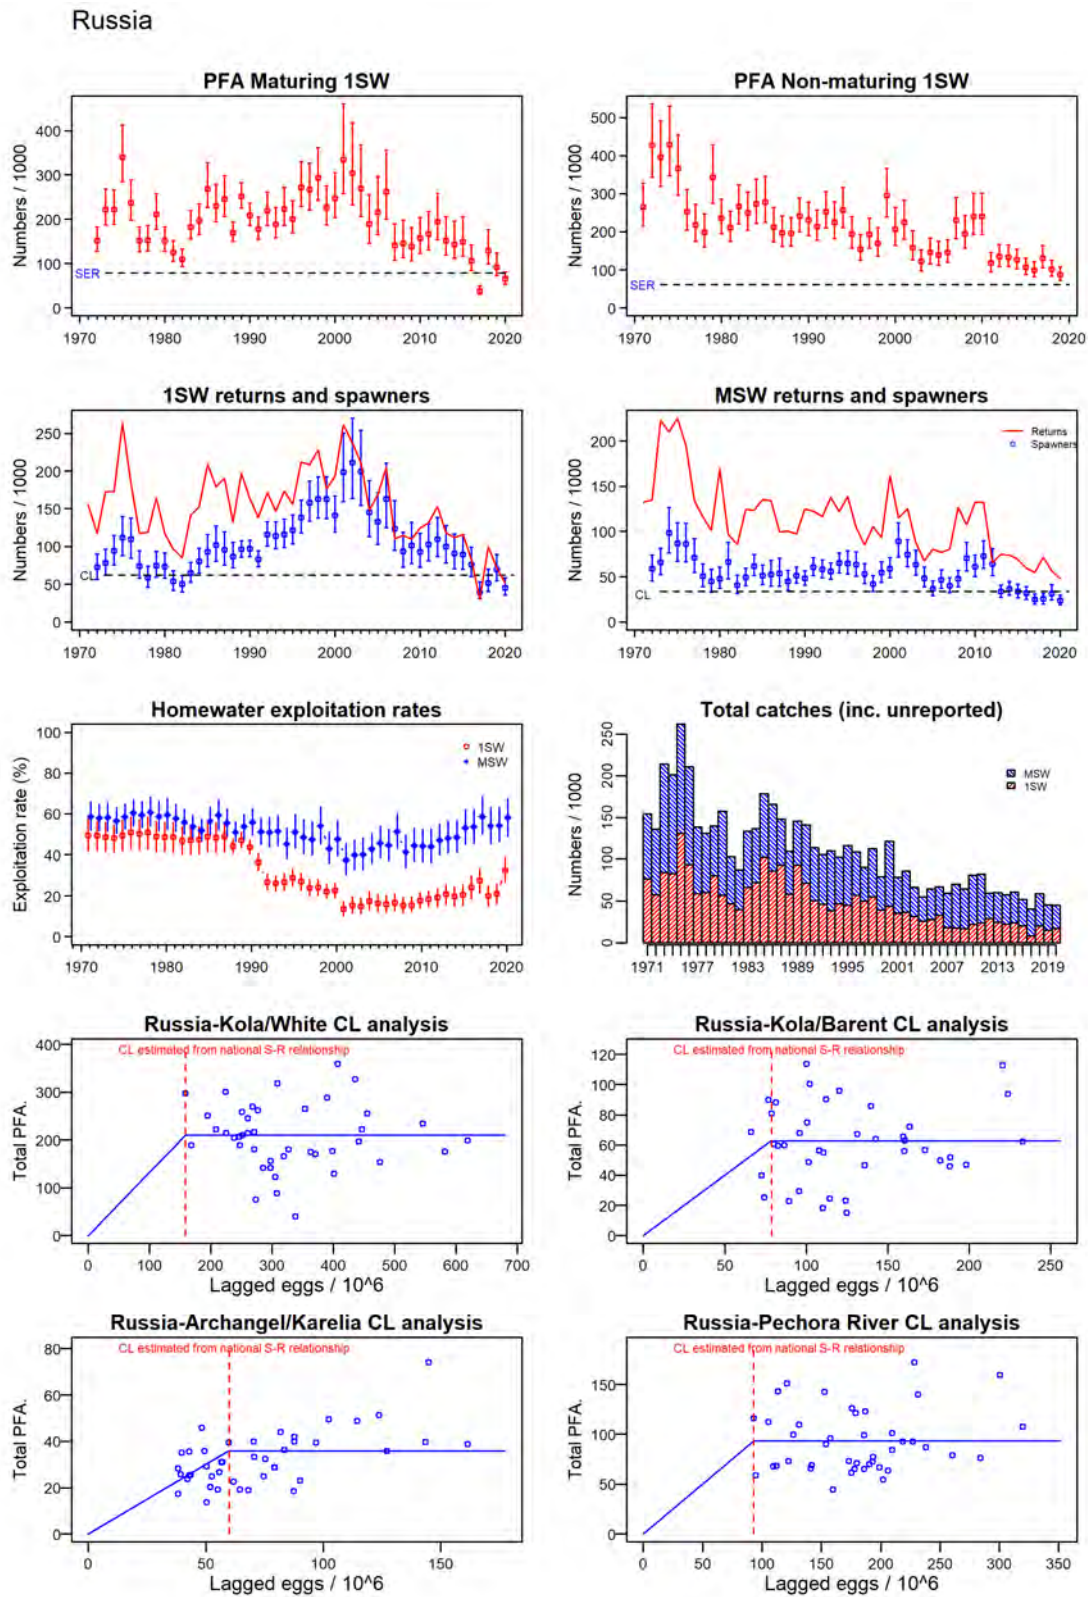 Russia
PFA Maturing 1SW
Numbers / 1000
400
300
200
100
0
SER
1970 1980 1990 2000 2010 2020
PFA Non-maturing 1SW
Numbers / 1000
500
400
300
200
100
0
SER
1970 1980 1990 2000 2010 2020
1SW returns and spawners
Numbers / 1000
250
200
150
100
50
0
CL
1970 1980 1990 2000 2010 2020
MSW returns and spawners
Numbers / 1000
200
150
100
50
0
CL
Returns
Spawners
1970 1980 1990 2000 2010 2020
Homewater exploitation rates
Exploitation rate (%)
100
80
60
40
20
0
1SW
MSW
1970 1980 1990 2000 2010 2020
Total catches (inc. unreported)
Numbers / 1000
250
200
150
100
50
0
MSW
1SW
1971 1977 1983 1989 1995 2001 2007 2013 2019
Russia-Kola/White CL analysis
CL estimated from national S-R relationship
Total PFA.
400
300
200
100
0
0 100 200 300 400 500 600 700
Lagged eggs / 10^6
Russia-Kola/Barent CL analysis
CL estimated from national S-R relationship
Total PFA.
120
100
80
60
40
20
0
0 50 100 150 200 250
Lagged eggs / 10^6
Russia-Archangel/Karelia CL analysis
CL estimated from national S-R relationship
Total PFA.
80
60
40
20
0
0 50 100 150
Lagged eggs / 10^6
Russia-Pechora River CL analysis
CL estimated from national S-R relationship
Total PFA.
150
100
50
0
0 50 100 150 200 250 300 350
Lagged eggs / 10^6